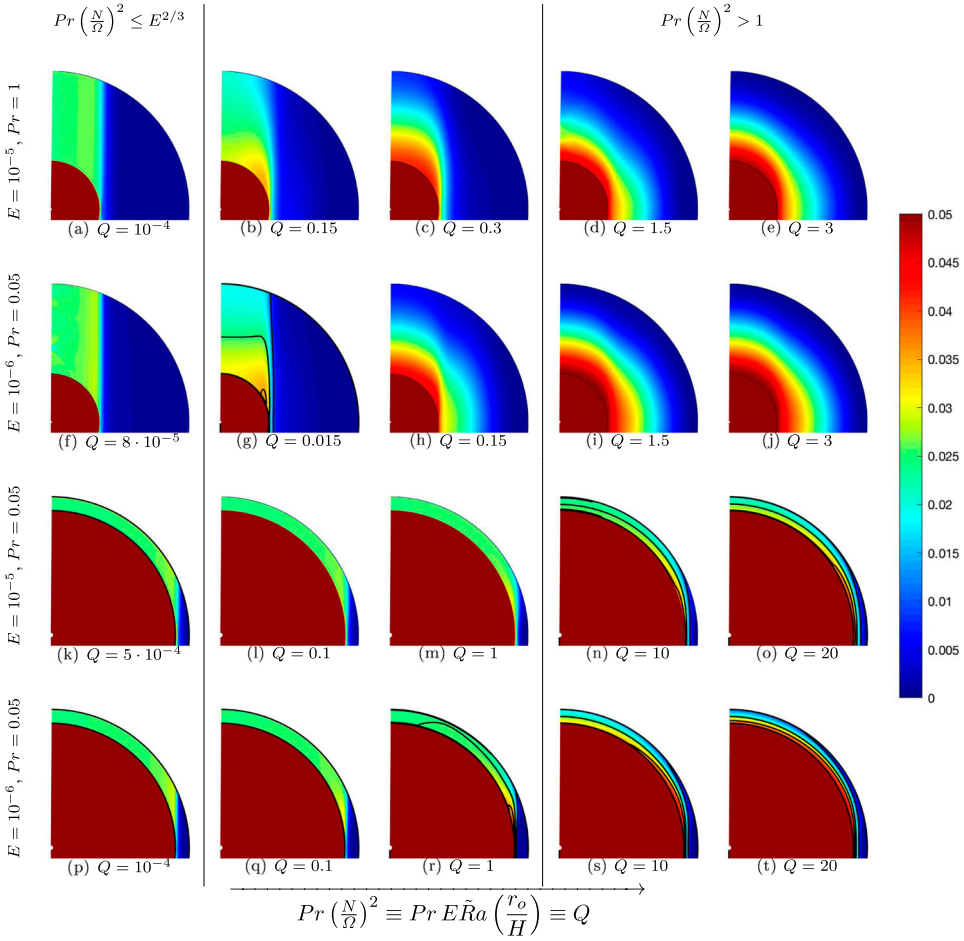 Pr (N/Ω)² ≤ E^{2/3}
Pr (N/Ω)² > 1
E = 10⁻⁵, Pr = 1
(a) Q = 10⁻⁴
(b) Q = 0.15
(c) Q = 0.3
(d) Q = 1.5
(e) Q = 3
E = 10⁻⁶, Pr = 0.05
(f) Q = 8 · 10⁻⁵
(g) Q = 0.015
(h) Q = 0.15
(i) Q = 1.5
(j) Q = 3
E = 10⁻⁵, Pr = 0.05
(k) Q = 5 · 10⁻⁴
(l) Q = 0.1
(m) Q = 1
(n) Q = 10
(o) Q = 20
E = 10⁻⁶, Pr = 0.05
(p) Q = 10⁻⁴
(q) Q = 0.1
(r) Q = 1
(s) Q = 10
(t) Q = 20
0.05
0.045
0.04
0.035
0.03
0.025
0.02
0.015
0.01
0.005
0
Pr (N/Ω)² ≡ Pr E R̃a (r_o/H) ≡ Q